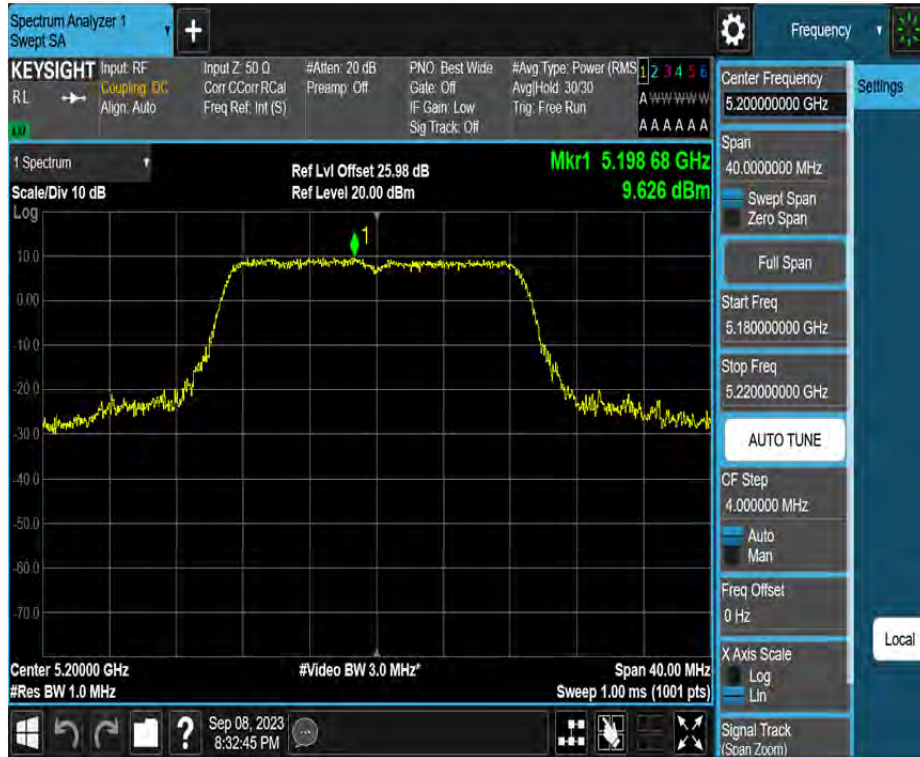 Spectrum Analyzer 1
Swept SA
+
Frequency
KEYSIGHT
RL
Input: RF
Coupling: DC
Align: Auto
Input Z: 50 Ω
Corr CCorr RCal
Freq Ref: Int (S)
#Atten: 20 dB
Preamp: Off
PNO: Best Wide
Gate: Off
IF Gain: Low
Sig Track: Off
#Avg Type: Power (RMS
Avg|Hold: 30/30
Trig: Free Run
1 2 3 4 5 6
A W W W W W
A A A A A A
1 Spectrum
Scale/Div 10 dB
Log
Ref Lvl Offset 25.98 dB
Ref Level 20.00 dBm
Mkr1 5.198 68 GHz
9.626 dBm
1
10.0
0.00
-10.0
-20.0
-30.0
-40.0
-50.0
-60.0
-70.0
Center 5.20000 GHz
#Res BW 1.0 MHz
#Video BW 3.0 MHz*
Span 40.00 MHz
Sweep 1.00 ms (1001 pts)
?
Sep 08, 2023
8:32:45 PM
Center Frequency
5.200000000 GHz
Settings
Span
40.0000000 MHz
Swept Span
Zero Span
Full Span
Start Freq
5.180000000 GHz
Stop Freq
5.220000000 GHz
AUTO TUNE
CF Step
4.000000 MHz
Auto
Man
Freq Offset
0 Hz
X Axis Scale
Log
Lin
Local
Signal Track
(Span Zoom)